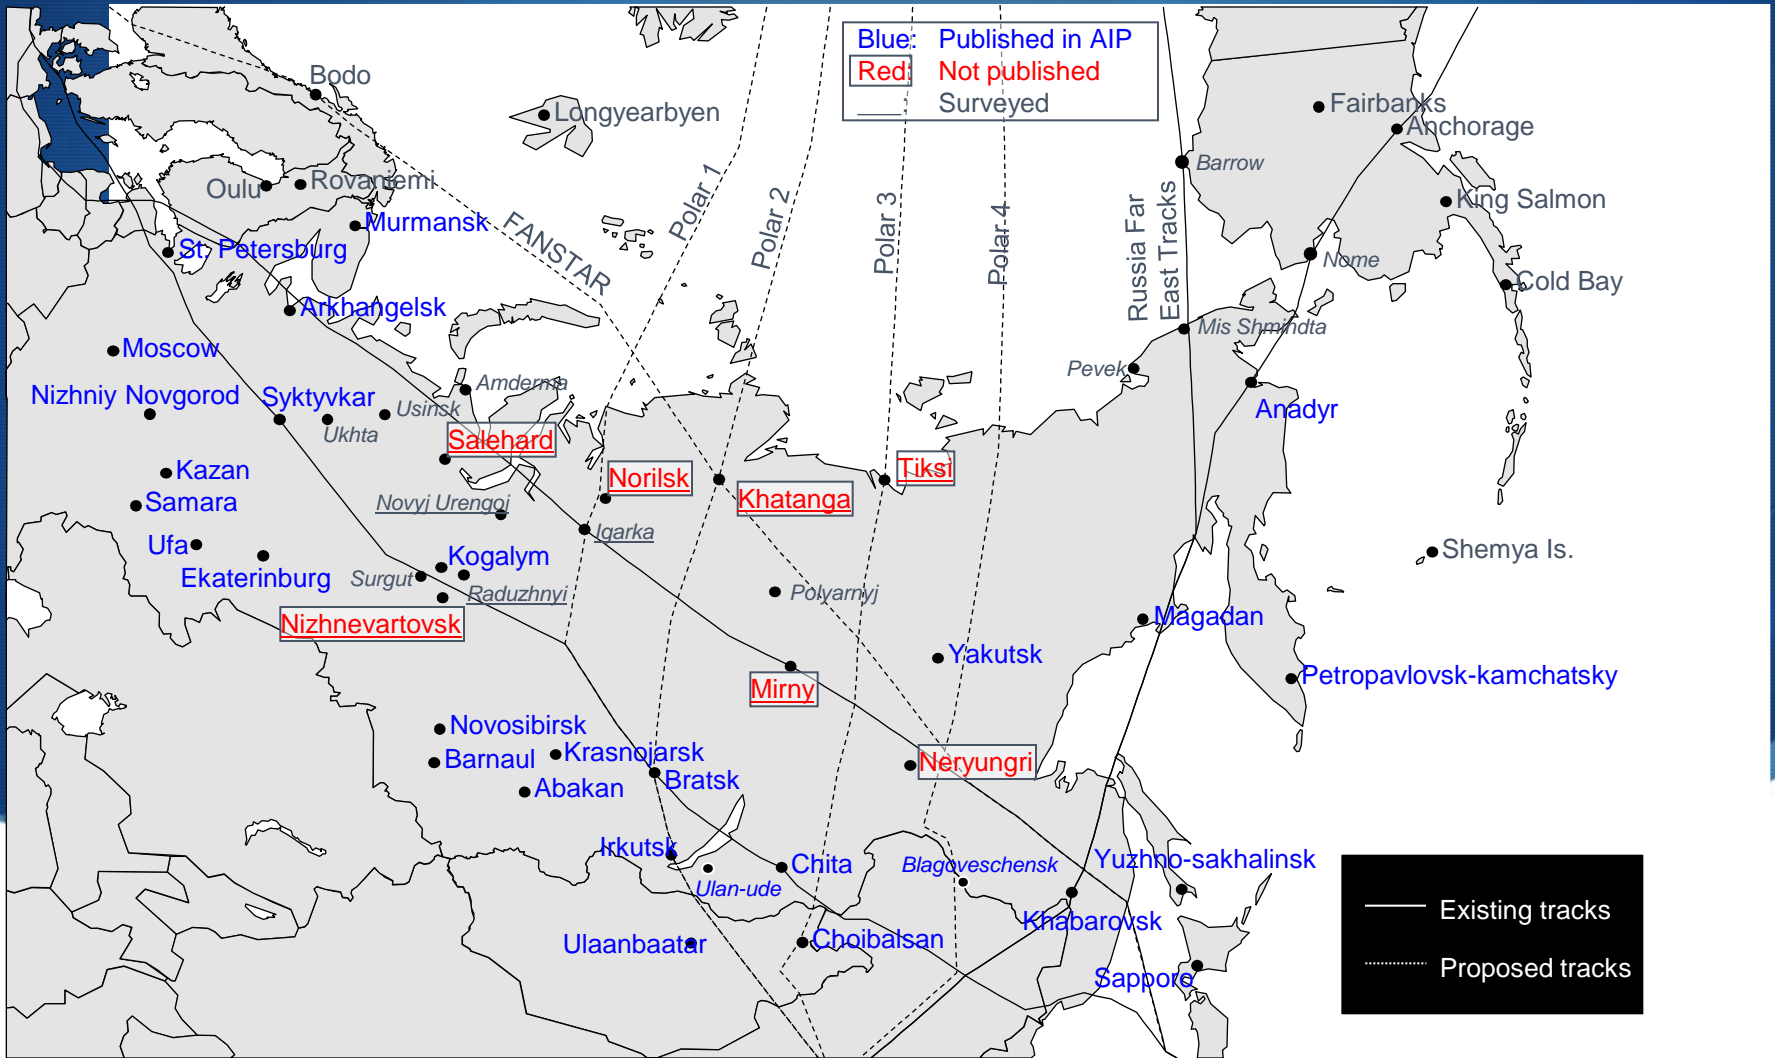 Blue: Published in AIP
Red: Not published
___: Surveyed
Bodo
Longyearbyen
Fairbanks
Anchorage
Barrow
Oulu
Rovaniemi
King Salmon
Murmansk
St. Petersburg
FANSTAR
Polar 1
Polar 2
Polar 3
Polar 4
Russia Far
East Tracks
Nome
Cold Bay
Arkhangelsk
Mis Shmindta
Moscow
Pevek
Amderma
Nizhniy Novgorod
Syktyvkar
Usinsk
Anadyr
Ukhta
Salehard
Kazan
Norilsk
Khatanga
Tiksi
Samara
Novyj Urengoj
Igarka
Ufa
Ekaterinburg
Kogalym
Surgut
Raduzhnyi
Polyarnyj
Shemya Is.
Nizhnevartovsk
Magadan
Yakutsk
Mirny
Petropavlovsk-kamchatsky
Novosibirsk
Barnaul
Krasnojarsk
Bratsk
Abakan
Neryungri
Irkutsk
Ulan-ude
Chita
Blagoveschensk
Yuzhno-sakhalinsk
Khabarovsk
Ulaanbaatar
Choibalsan
Sapporo
Existing tracks
Proposed tracks